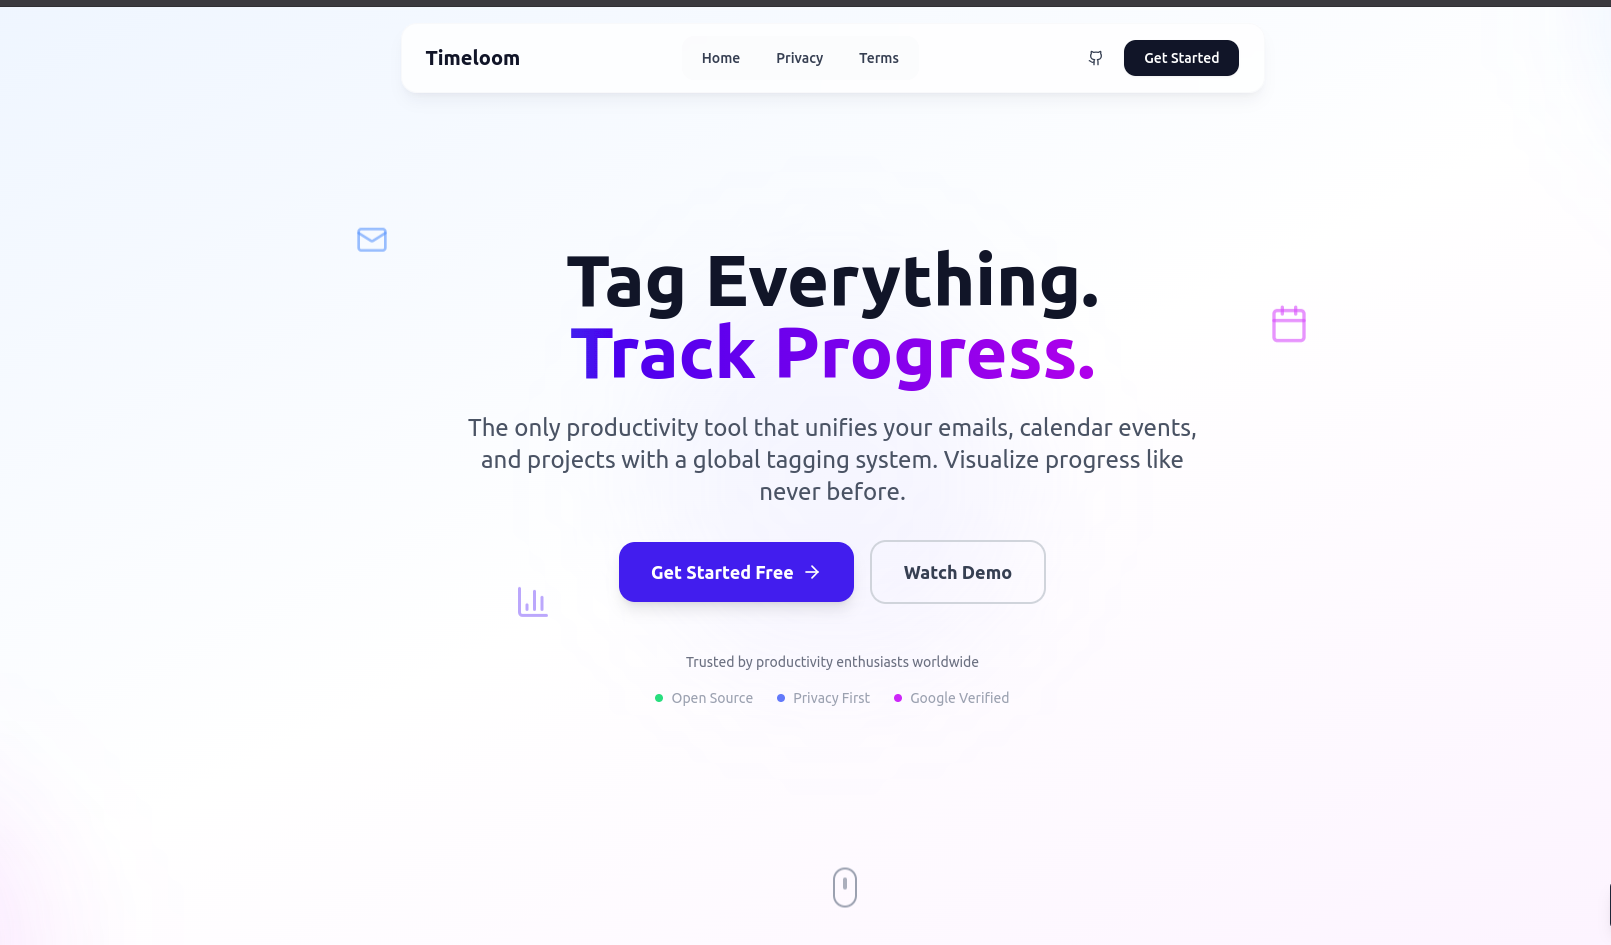 Timeloom
Home
Privacy
Terms
Get Started
Tag Everything.
Track Progress.
The only productivity tool that unifies your emails, calendar events,
and projects with a global tagging system. Visualize progress like
never before.
Get Started Free
Watch Demo
Trusted by productivity enthusiasts worldwide
Open Source
Privacy First
Google Verified